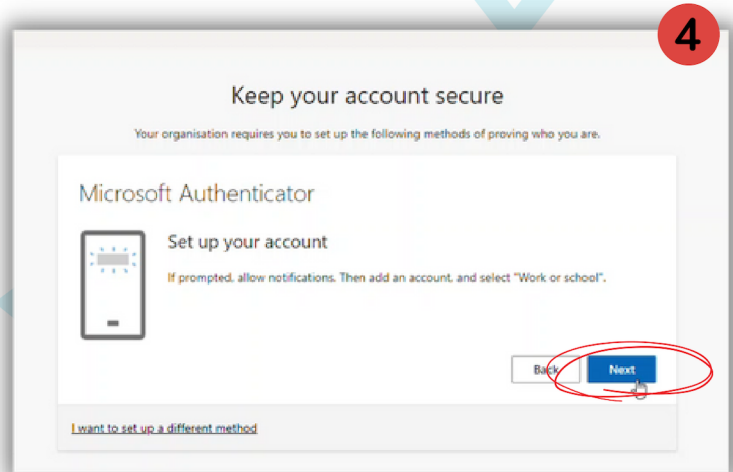 4
Keep your account secure
Your organisation requires you to set up the following methods of proving who you are.
Microsoft Authenticator
Set up your account
If prompted, allow notifications. Then add an account, and select "Work or school".
Back
Next
I want to set up a different method